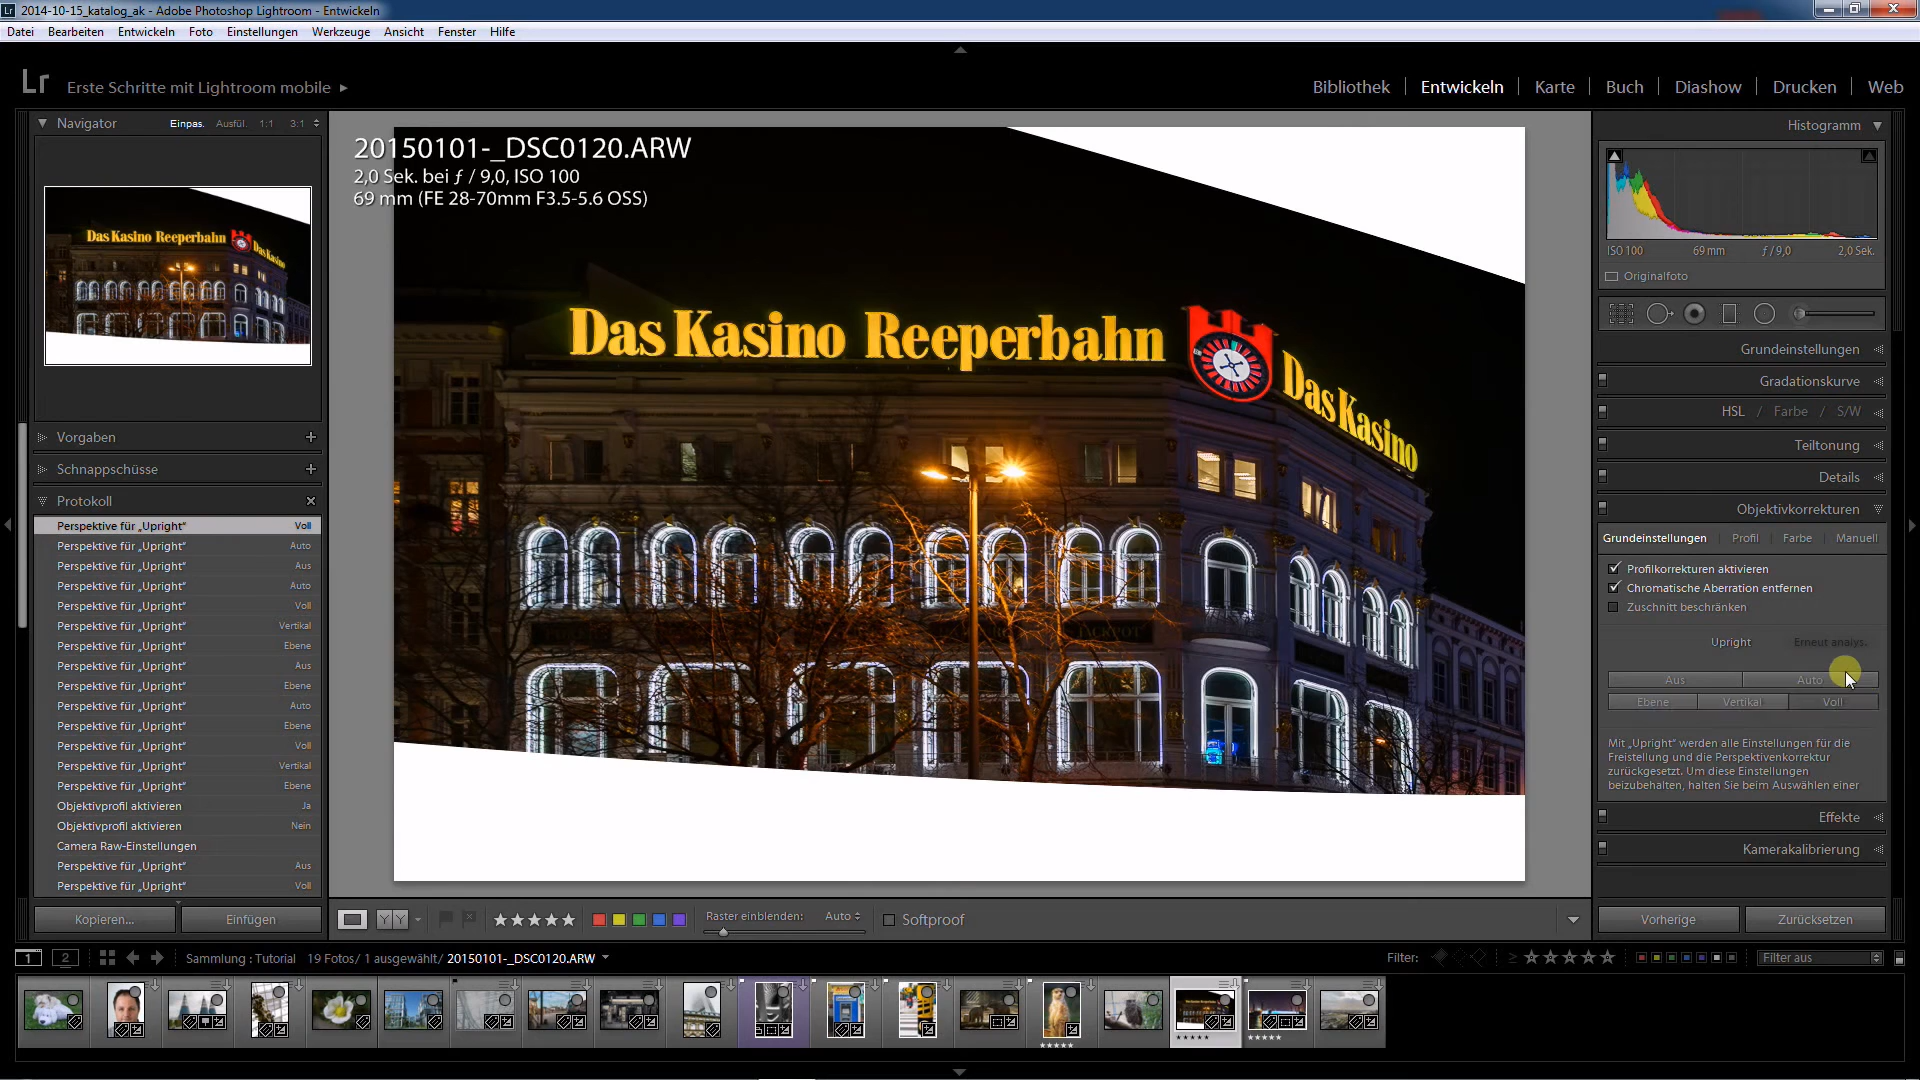 2014-10-15_katalog_ak - Adobe Photoshop Lightroom - Entwickeln
Datei Bearbeiten Entwickeln Foto Einstellungen Werkzeuge Ansicht Fenster Hilfe
Lr Erste Schritte mit Lightroom mobile
Bibliothek | Entwickeln | Karte | Buch | Diashow | Drucken | Web
Navigator Einpas. Ausfül. 1:1 3:1
Das Kasino Reeperbahn Das Kasino
Vorgaben
Schnappschüsse
Protokoll
Perspektive für „Upright“ Voll
Perspektive für „Upright“ Auto
Perspektive für „Upright“ Aus
Perspektive für „Upright“ Auto
Perspektive für „Upright“ Voll
Perspektive für „Upright“ Vertikal
Perspektive für „Upright“ Ebene
Perspektive für „Upright“ Aus
Perspektive für „Upright“ Ebene
Perspektive für „Upright“ Auto
Perspektive für „Upright“ Ebene
Perspektive für „Upright“ Voll
Perspektive für „Upright“ Vertikal
Perspektive für „Upright“ Ebene
Objektivprofil aktivieren Ja
Objektivprofil aktivieren Nein
Camera Raw-Einstellungen
Perspektive für „Upright“ Aus
Perspektive für „Upright“ Voll
Kopieren... Einfügen
20150101-_DSC0120.ARW
2,0 Sek. bei ƒ / 9,0, ISO 100
69 mm (FE 28-70mm F3.5-5.6 OSS)
Das Kasino Reeperbahn
Das Kasino
JACKPOT
Raster einblenden: Auto Softproof
Histogramm
ISO 100 69 mm ƒ / 9,0 2,0 Sek.
Originalfoto
Grundeinstellungen
Gradationskurve
HSL / Farbe / S/W
Teiltonung
Details
Objektivkorrekturen
Grundeinstellungen Profil Farbe Manuell
Profilkorrekturen aktivieren
Chromatische Aberration entfernen
Zuschnitt beschränken
Upright Erneut analys.
Aus Auto
Ebene Vertikal Voll
Mit „Upright“ werden alle Einstellungen für die
Freistellung und die Perspektivenkorrektur
zurückgesetzt. Um diese Einstellungen
beizubehalten, halten Sie beim Auswählen einer
Effekte
Kamerakalibrierung
Vorherige Zurücksetzen
1 2 Sammlung : Tutorial 19 Fotos/ 1 ausgewählt/ 20150101-_DSC0120.ARW
Filter: Filter aus